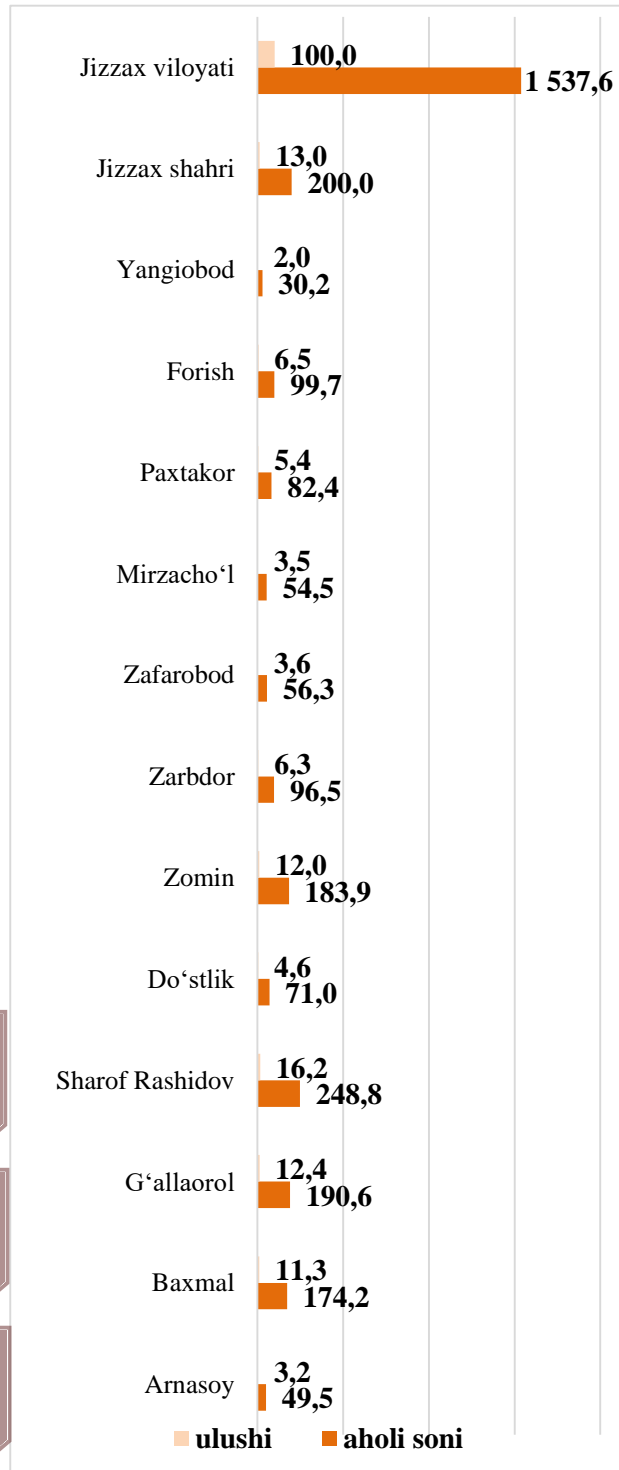 Jizzax viloyati
100,0
1 537,6
Jizzax shahri
13,0
200,0
Yangiobod
2,0
30,2
Forish
6,5
99,7
Paxtakor
5,4
82,4
Mirzacho‘l
3,5
54,5
Zafarobod
3,6
56,3
Zarbdor
6,3
96,5
Zomin
12,0
183,9
Do‘stlik
4,6
71,0
Sharof Rashidov
16,2
248,8
G‘allaorol
12,4
190,6
Baxmal
11,3
174,2
Arnasoy
3,2
49,5
ulushi aholi soni